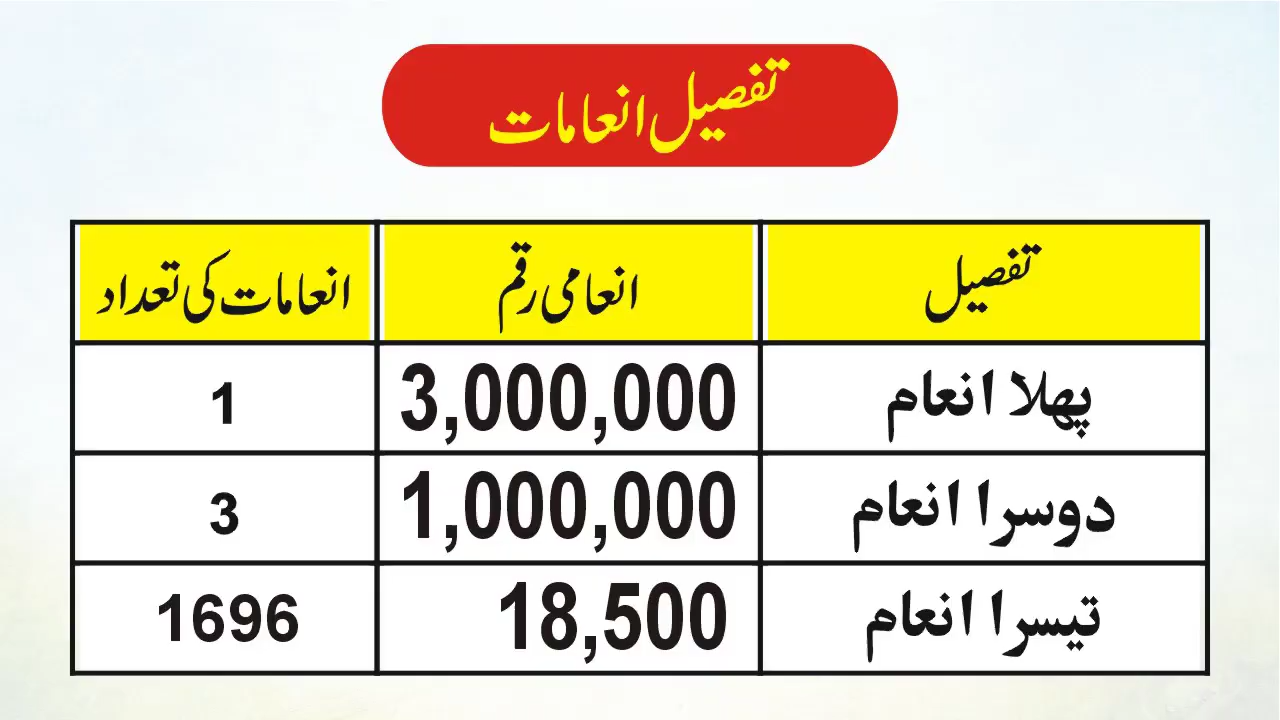 تفصیل انعامات
تفصیل انعامی رقم انعامات کی تعداد
پہلا انعام 3,000,000 1
دوسرا انعام 1,000,000 3
تیسرا انعام 18,500 1696